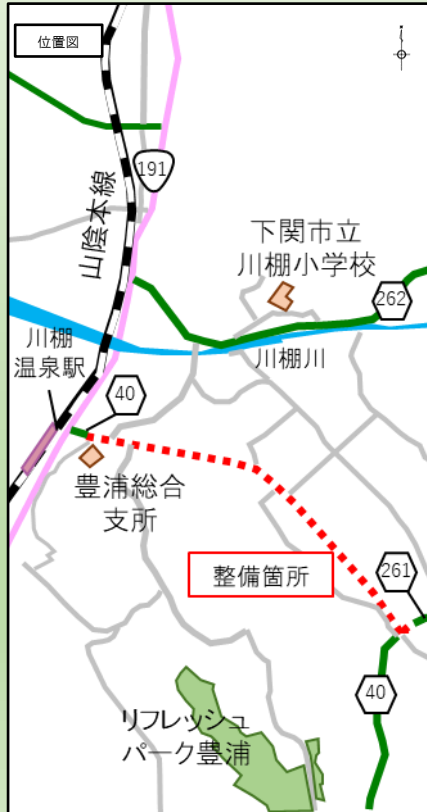 位置図
191
山陰本線
下関市立
川棚小学校
262
川棚
温泉駅
川棚川
40
豊浦総合
支所
整備箇所
261
40
リフレッシュ
パーク豊浦